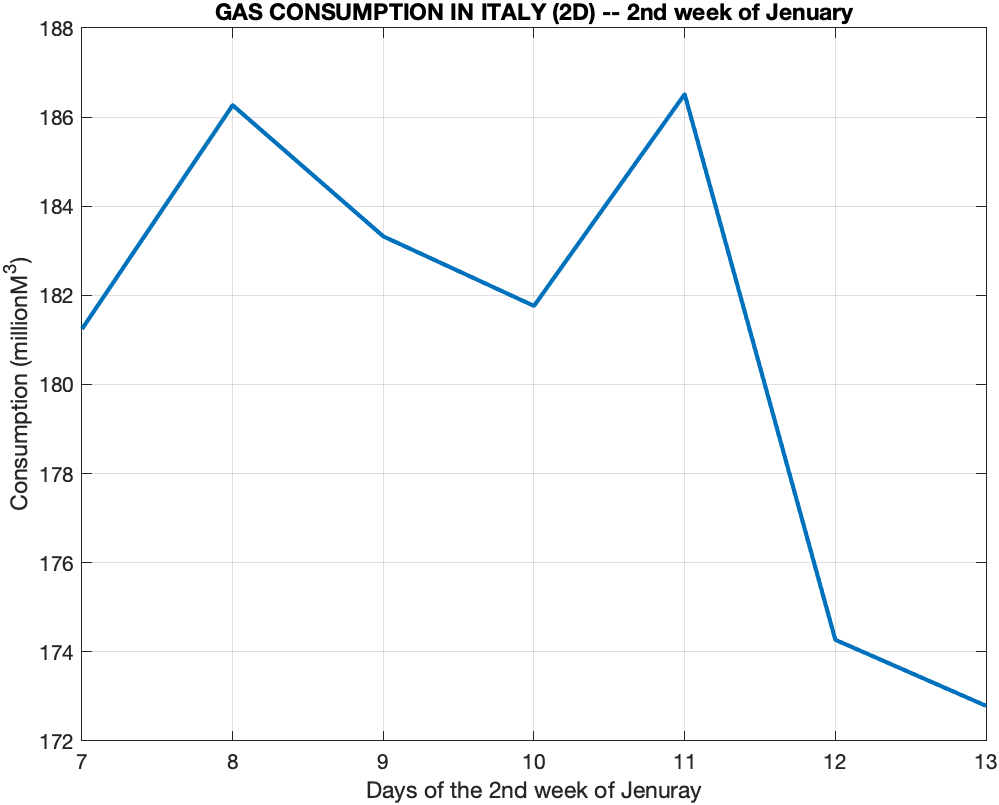 GAS CONSUMPTION IN ITALY (2D) -- 2nd week of Jenuary
188
186
184
182
180
178
176
174
172
Consumption (millionM³)
7 8 9 10 11 12 13
Days of the 2nd week of Jenuray